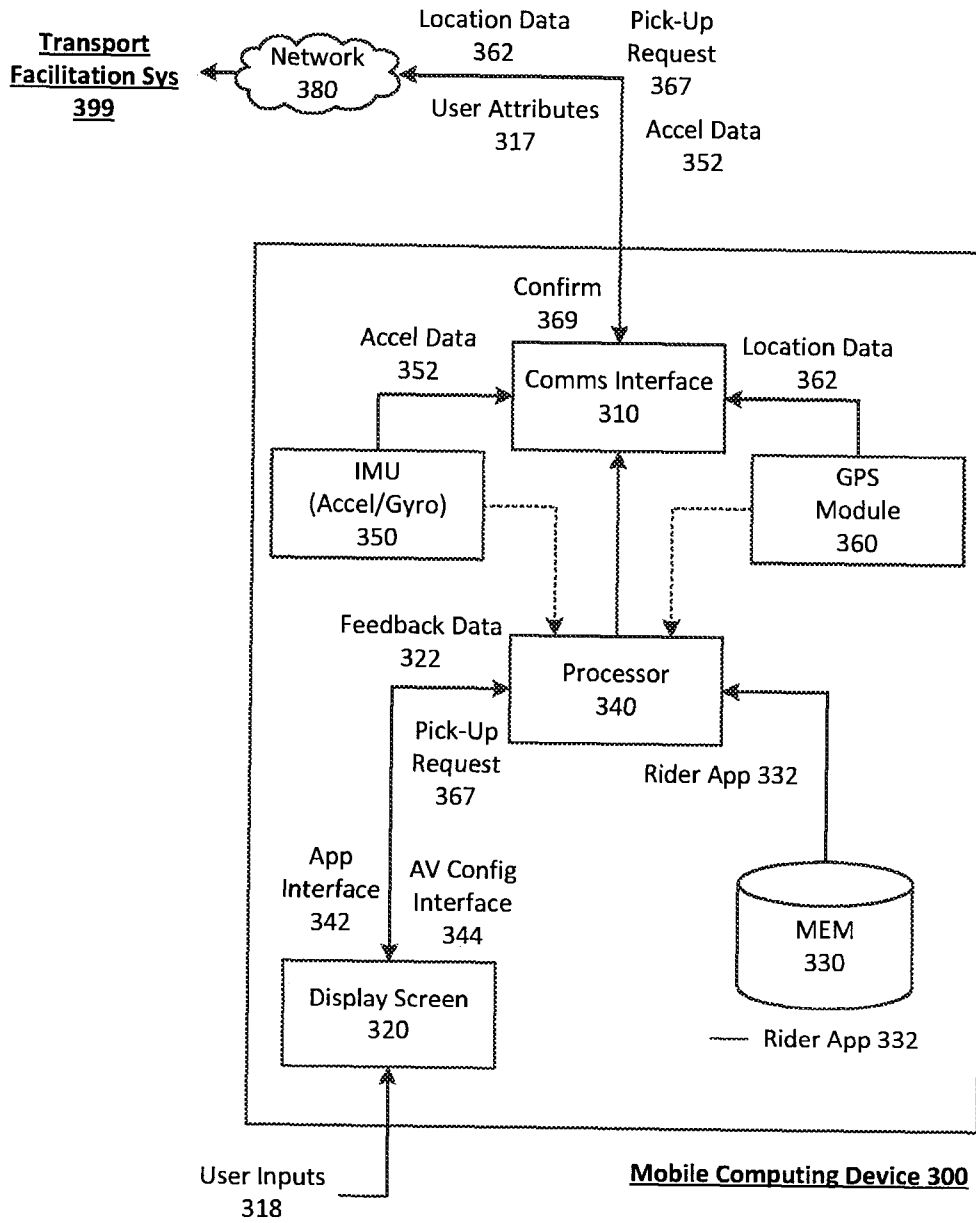 Transport
Facilitation Sys
399
Network
380
Location Data
362
Pick-Up
Request
367
User Attributes
317
Accel Data
352
Confirm
369
Accel Data
352
Comms Interface
310
Location Data
362
IMU
(Accel/Gyro)
350
GPS
Module
360
Feedback Data
322
Processor
340
Pick-Up
Request
367
Rider App 332
App
Interface
342
AV Config
Interface
344
MEM
330
Display Screen
320
Rider App 332
User Inputs
318
Mobile Computing Device 300